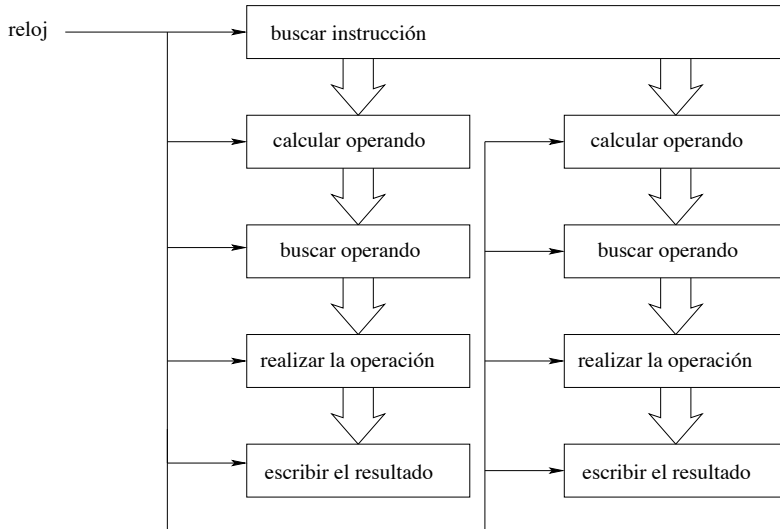 reloj
buscar instrucción
calcular operando
calcular operando
buscar operando
buscar operando
realizar la operación
realizar la operación
escribir el resultado
escribir el resultado